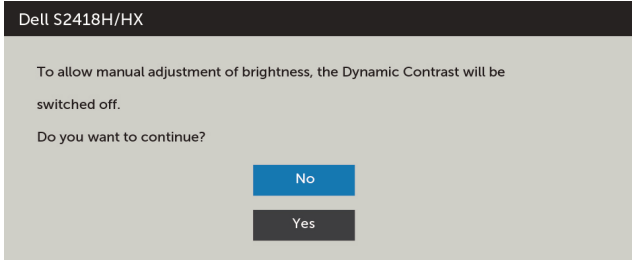 Dell S2418H/HX
To allow manual adjustment of brightness, the Dynamic Contrast will be
switched off.
Do you want to continue?
No
Yes